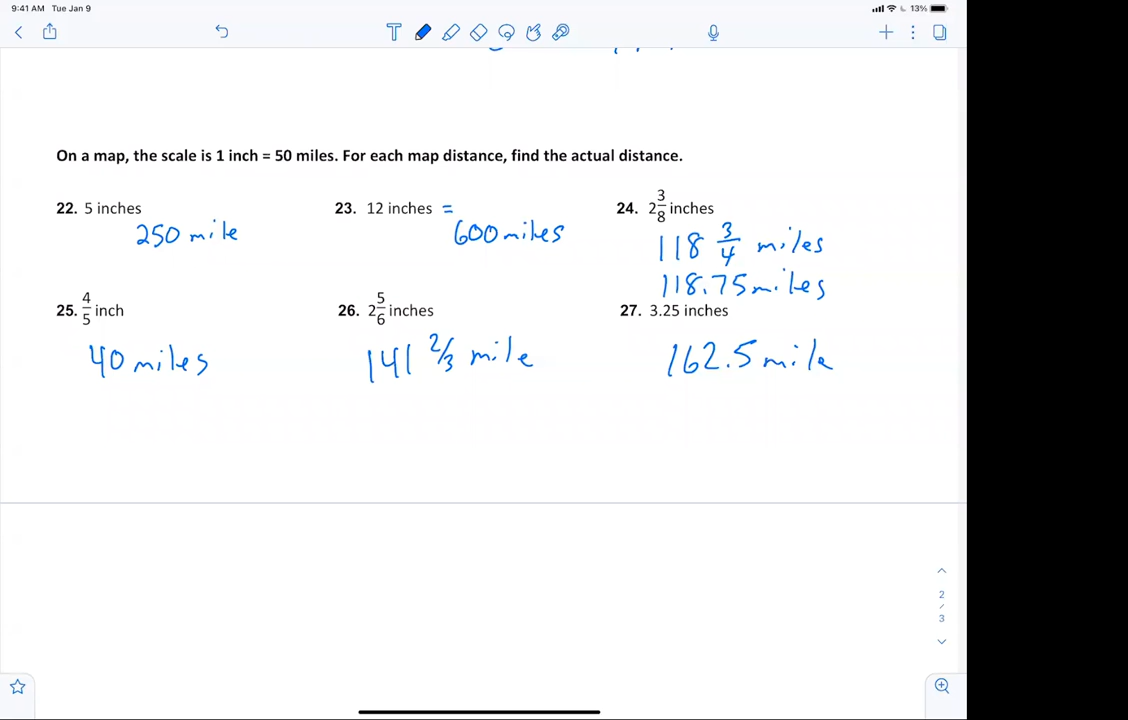 9:41 AM Tue Jan 9
13%
T
On a map, the scale is 1 inch = 50 miles. For each map distance, find the actual distance.
22. 5 inches
250 mile
23. 12 inches =
600 miles
24. 2 3/8 inches
118 3/4 miles
118.75 miles
25. 4/5 inch
40 miles
26. 2 5/6 inches
141 2/3 mile
27. 3.25 inches
162.5 mile
2
/
3